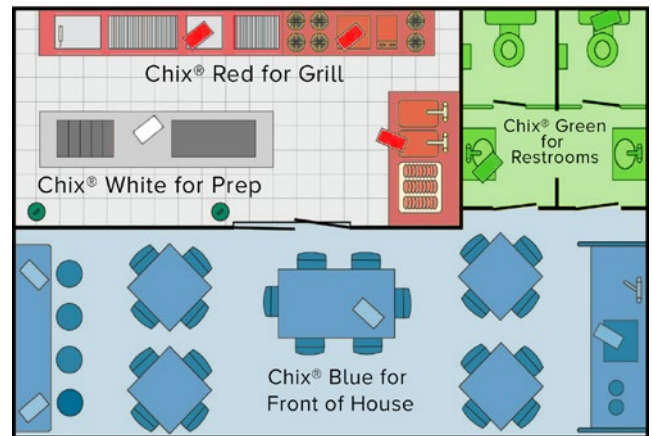 Chix® Red for Grill
Chix® White for Prep
Chix® Green
for
Restrooms
Chix® Blue for
Front of House